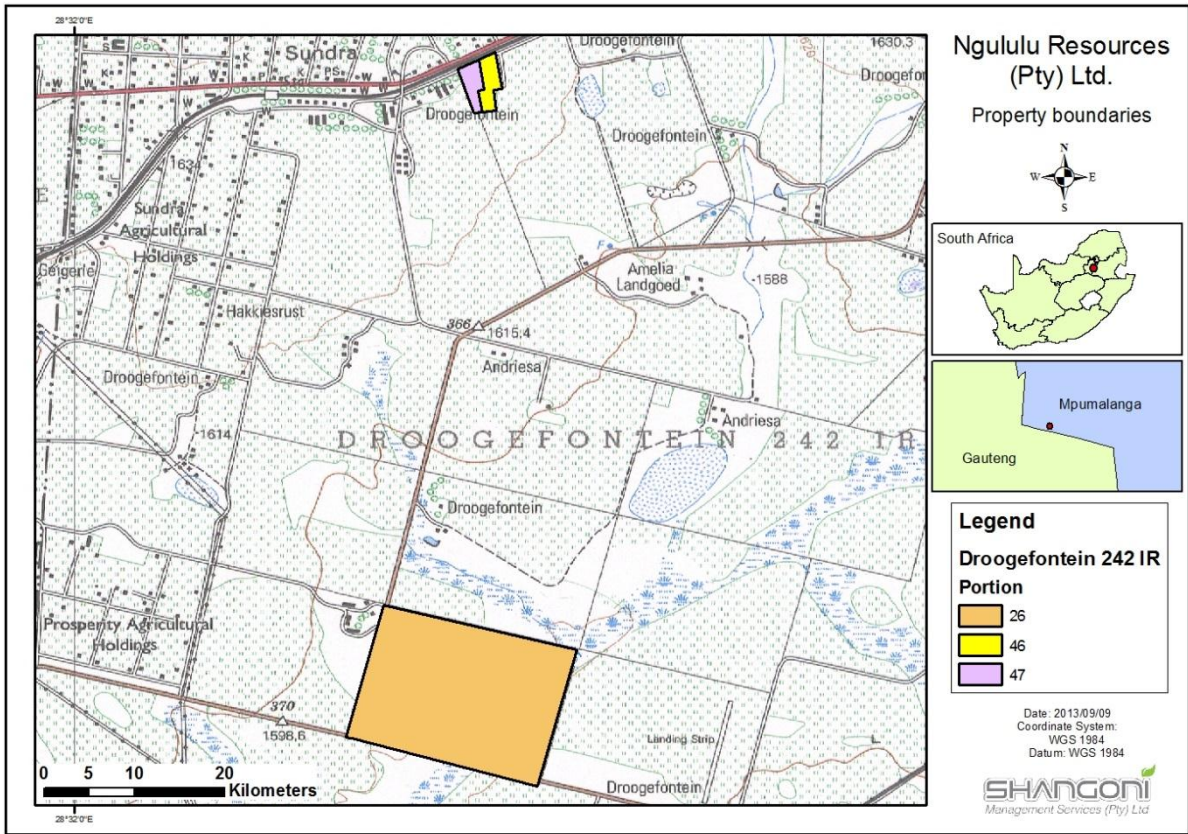 28°32'0"E
Sundra
Droogefontein
1630,3
Droogefontein
Droogefontein
Droogefontein
1634
Sundra
Agricultural
Holdings
Geigerle
Amelia
Landgoed
1588
Hakkiesrust
366
1615,4
Andriesa
Droogefontein
Andriesa
1614
DROOGEFONTEIN 242 IR
Droogefontein
Prosperity Agricultural
Holdings
370
1598,6
Landing Strip
Droogefontein
0 5 10 20
Kilometers
28°32'0"E
Ngululu Resources
(Pty) Ltd.
Property boundaries
N
W E
S
South Africa
Mpumalanga
Gauteng
Legend
Droogefontein 242 IR
Portion
26
46
47
Date: 2013/09/09
Coordinate System:
WGS 1984
Datum: WGS 1984
SHANGONI
Management Services (Pty) Ltd